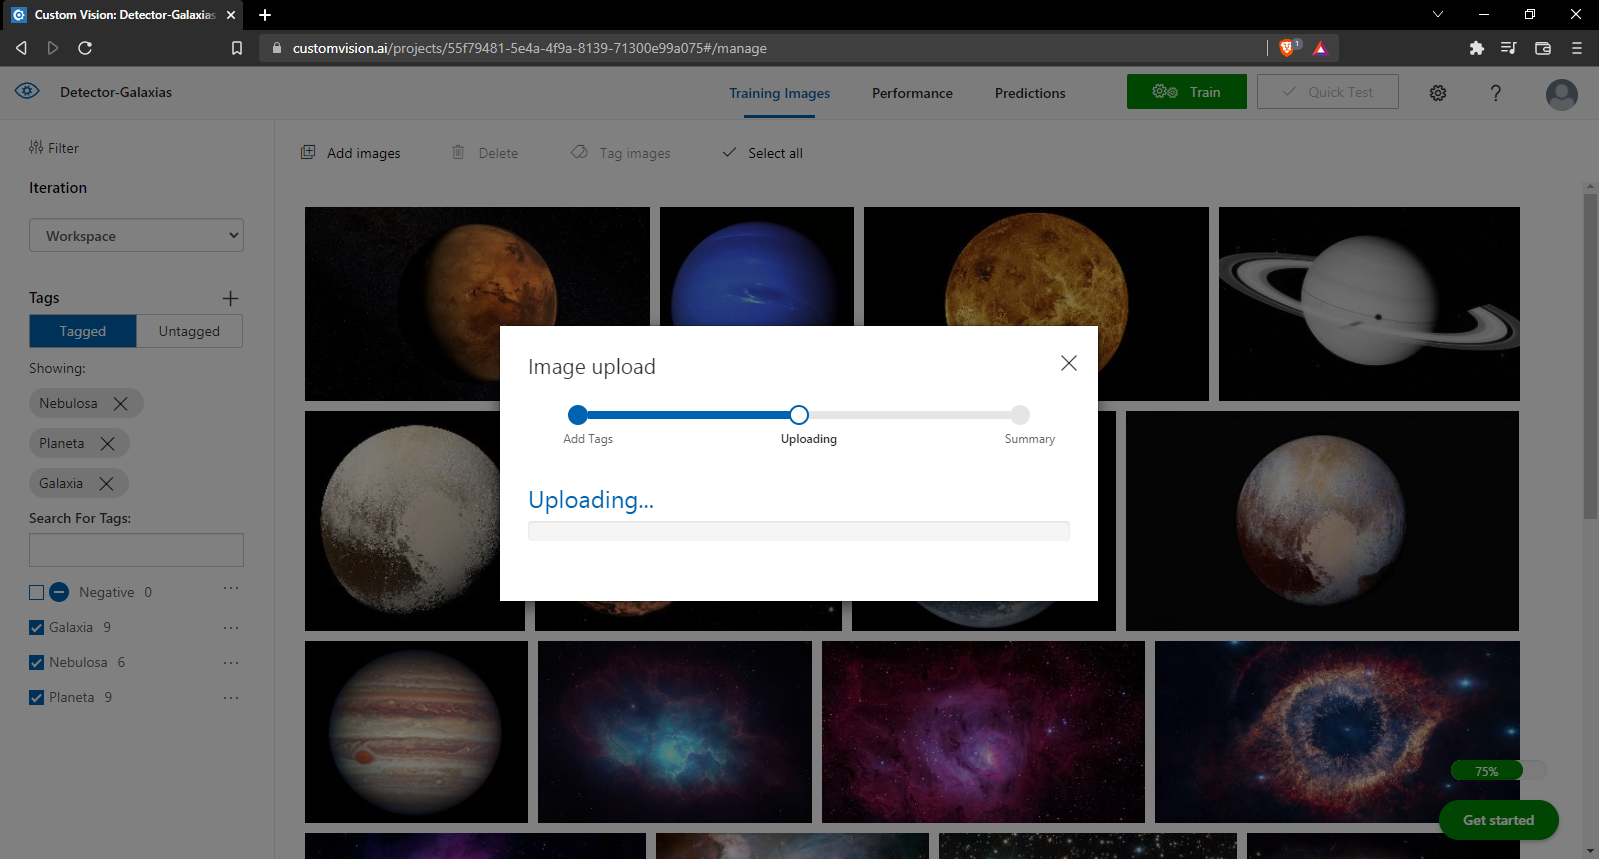 Custom Vision: Detector-Galaxias
customvision.ai/projects/55f79481-5e4a-4f9a-8139-71300e99a075#/manage
1
Detector-Galaxias
Training Images
Performance
Predictions
Train
Quick Test
?
Filter
Add images
Delete
Tag images
Select all
Iteration
Workspace
Tags
Tagged
Untagged
Showing:
Nebulosa
Planeta
Galaxia
Search For Tags:
Negative 0
Galaxia 9
Nebulosa 6
Planeta 9
Image upload
Add Tags
Uploading
Summary
Uploading...
75%
Get started